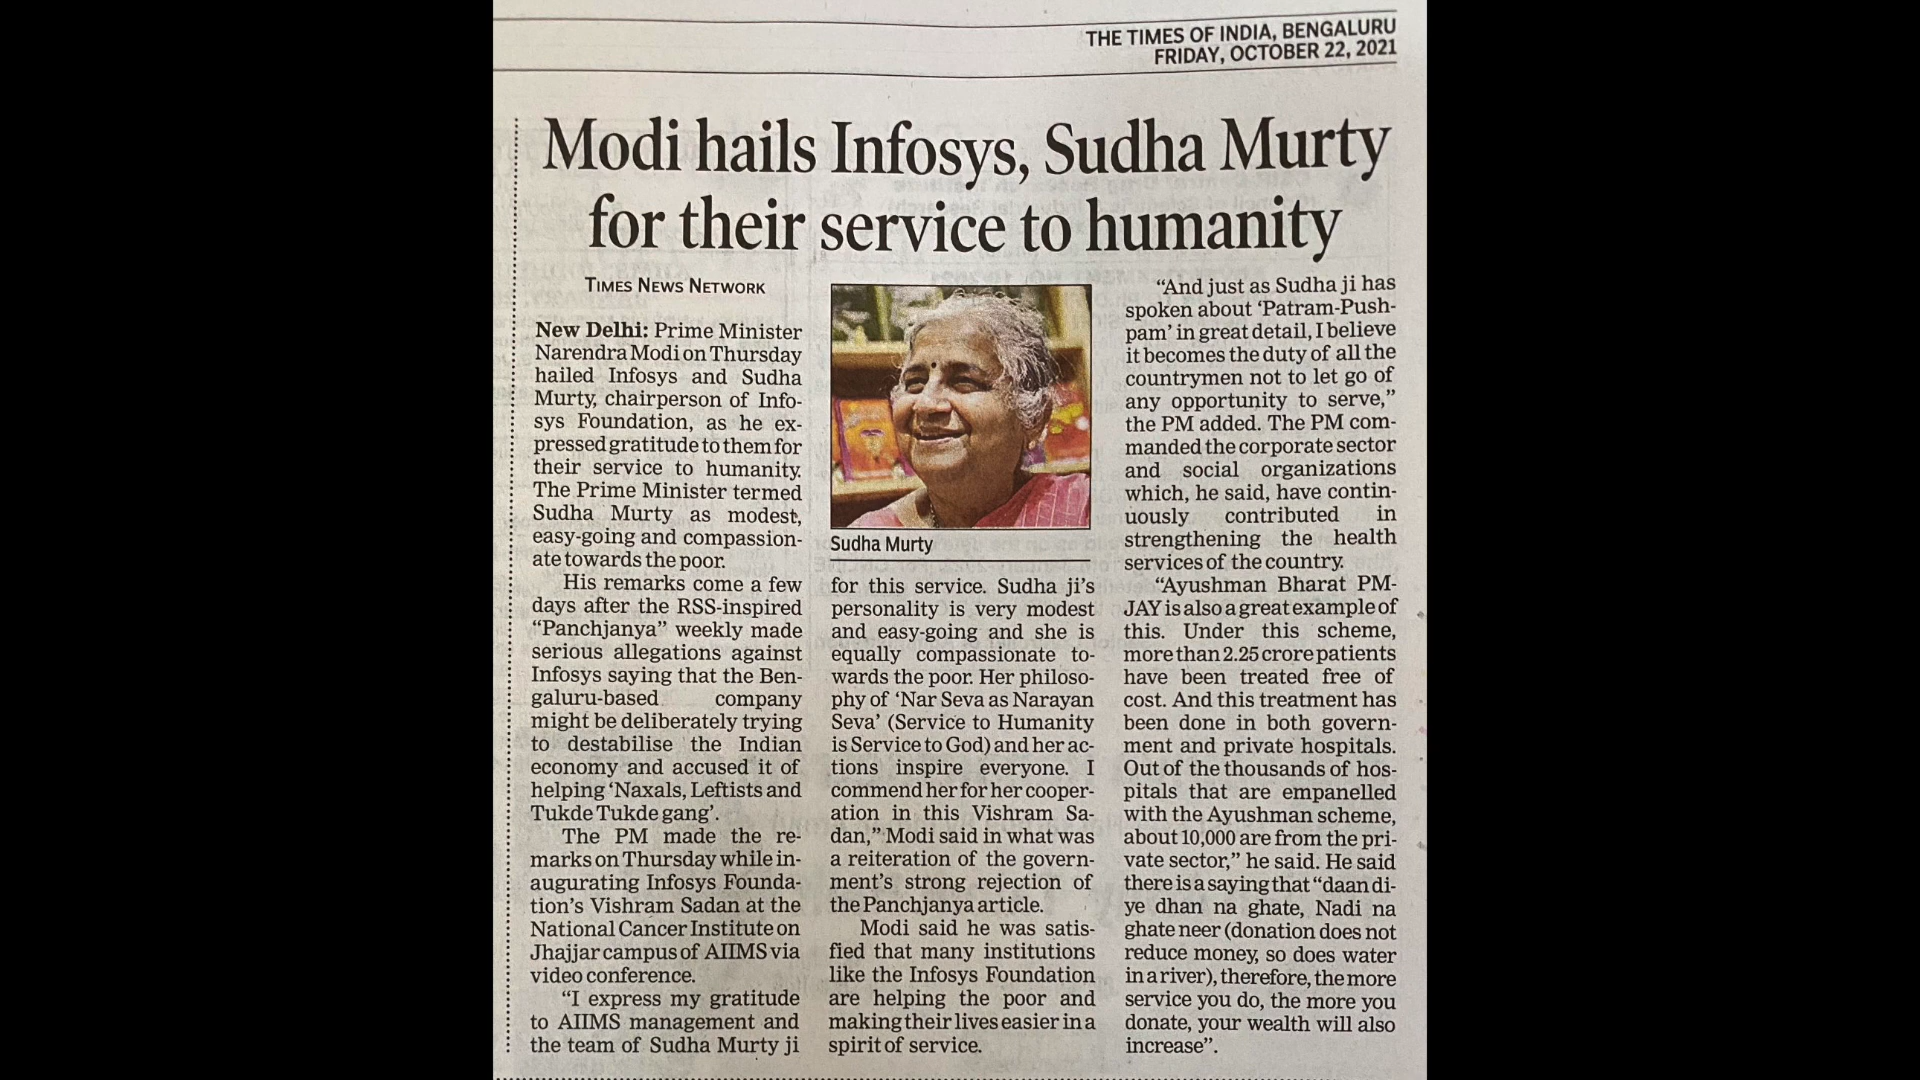 THE TIMES OF INDIA, BENGALURU
FRIDAY, OCTOBER 22, 2021
Modi hails Infosys, Sudha Murty
for their service to humanity
TIMES NEWS NETWORK
New Delhi: Prime Minister
Narendra Modi on Thursday
hailed Infosys and Sudha
Murty, chairperson of Info-
sys Foundation, as he ex-
pressed gratitude to them for
their service to humanity.
The Prime Minister termed
Sudha Murty as modest,
easy-going and compassion-
ate towards the poor.
His remarks come a few
days after the RSS-inspired
“Panchjanya” weekly made
serious allegations against
Infosys saying that the Ben-
galuru-based company
might be deliberately trying
to destabilise the Indian
economy and accused it of
helping ‘Naxals, Leftists and
Tukde Tukde gang’.
The PM made the re-
marks on Thursday while in-
augurating Infosys Founda-
tion’s Vishram Sadan at the
National Cancer Institute on
Jhajjar campus of AIIMS via
video conference.
“I express my gratitude
to AIIMS management and
the team of Sudha Murty ji
Sudha Murty
for this service. Sudha ji’s
personality is very modest
and easy-going and she is
equally compassionate to-
wards the poor. Her philoso-
phy of ‘Nar Seva as Narayan
Seva’ (Service to Humanity
is Service to God) and her ac-
tions inspire everyone. I
commend her for her cooper-
ation in this Vishram Sa-
dan,” Modi said in what was
a reiteration of the govern-
ment’s strong rejection of
the Panchjanya article.
Modi said he was satis-
fied that many institutions
like the Infosys Foundation
are helping the poor and
making their lives easier in a
spirit of service.
“And just as Sudha ji has
spoken about ‘Patram-Push-
pam’ in great detail, I believe
it becomes the duty of all the
countrymen not to let go of
any opportunity to serve,”
the PM added. The PM com-
manded the corporate sector
and social organizations
which, he said, have contin-
uously contributed in
strengthening the health
services of the country.
“Ayushman Bharat PM-
JAY is also a great example of
this. Under this scheme,
more than 2.25 crore patients
have been treated free of
cost. And this treatment has
been done in both govern-
ment and private hospitals.
Out of the thousands of hos-
pitals that are empanelled
with the Ayushman scheme,
about 10,000 are from the pri-
vate sector,” he said. He said
there is a saying that “daan di-
ye dhan na ghate, Nadi na
ghate neer (donation does not
reduce money, so does water
in a river), therefore, the more
service you do, the more you
donate, your wealth will also
increase”.